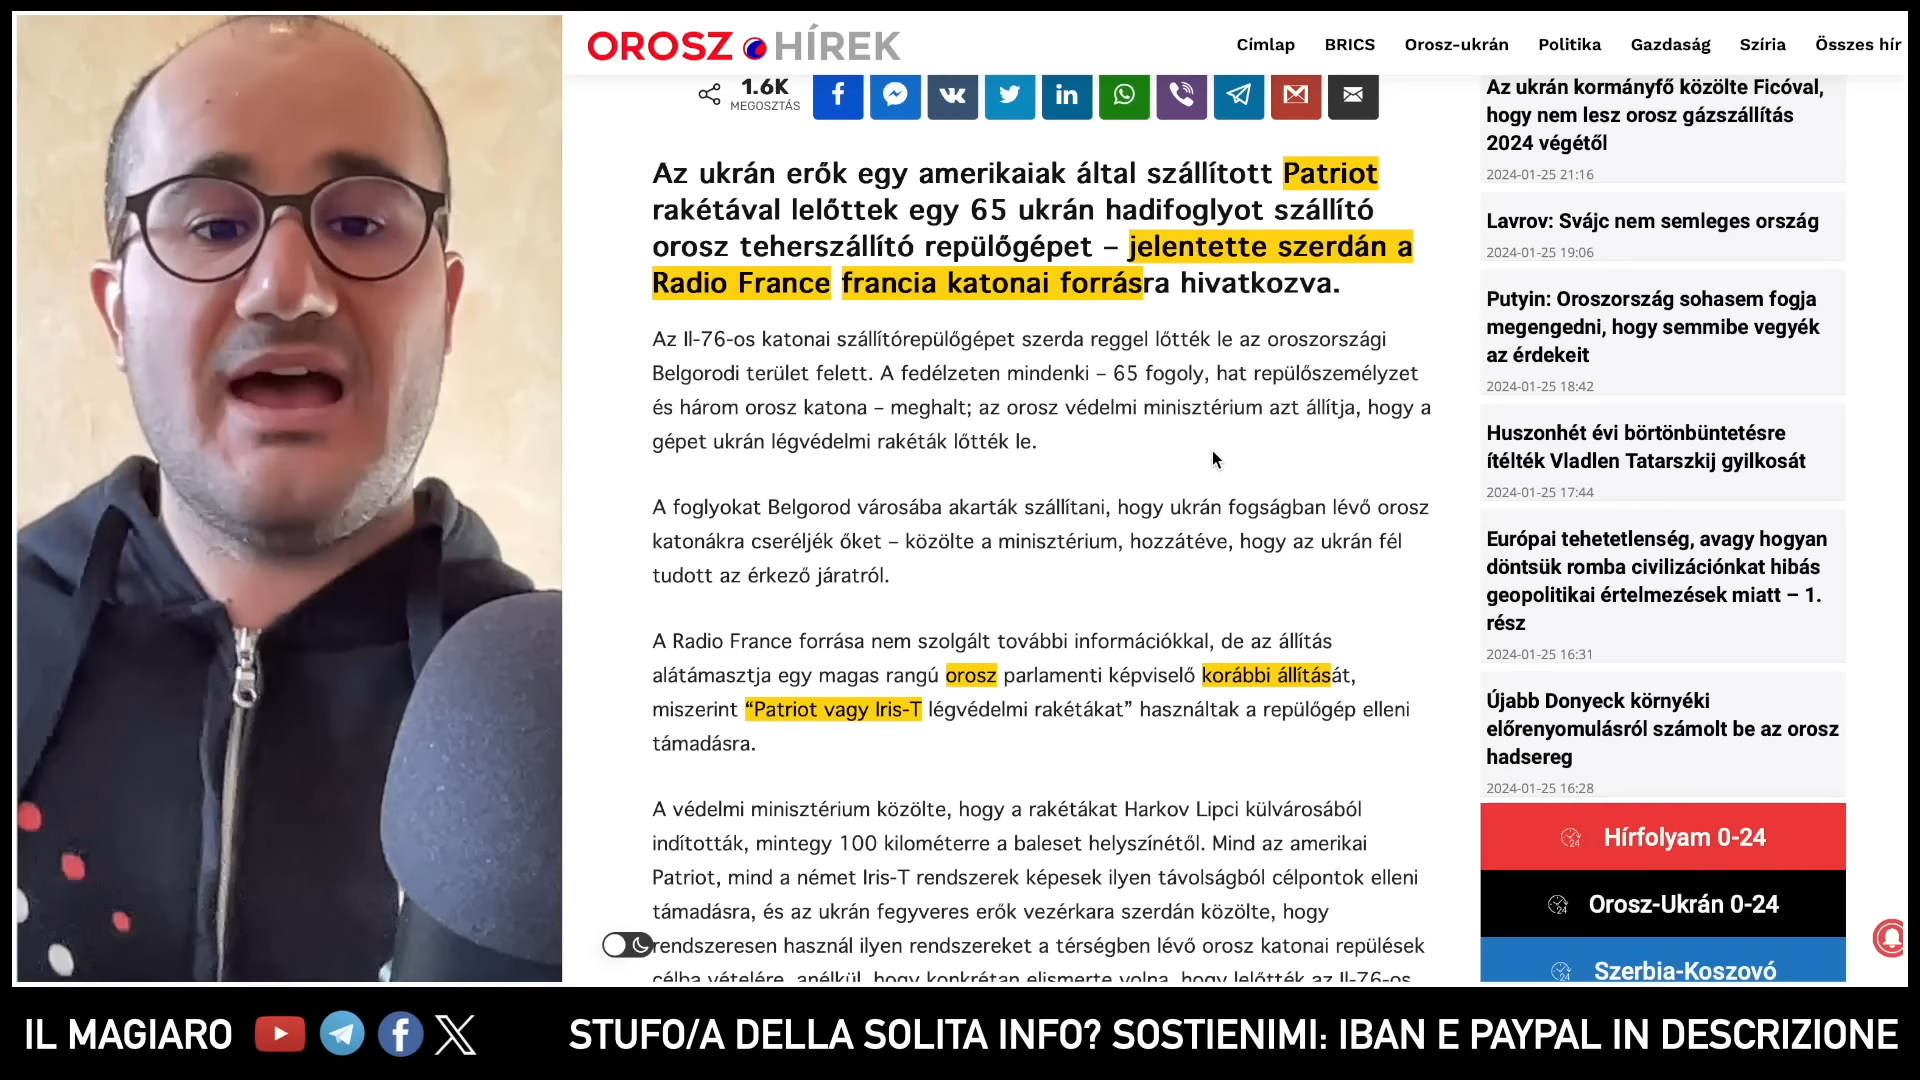 OROSZ HÍREK
Címlap BRICS Orosz-ukrán Politika Gazdaság Szíria Összes hír
1.6K
MEGOSZTÁS
Az ukrán erők egy amerikaiak által szállított Patriot
rakétával lelőttek egy 65 ukrán hadifoglyot szállító
orosz teherszállító repülőgépet – jelentette szerdán a
Radio France francia katonai forrásra hivatkozva.
Az Il-76-os katonai szállítórepülőgépet szerda reggel lőtték le az oroszországi
Belgorodi terület felett. A fedélzeten mindenki – 65 fogoly, hat repülőszemélyzet
és három orosz katona – meghalt; az orosz védelmi minisztérium azt állítja, hogy a
gépet ukrán légvédelmi rakéták lőtték le.
A foglyokat Belgorod városába akarták szállítani, hogy ukrán fogságban lévő orosz
katonákra cseréljék őket – közölte a minisztérium, hozzátéve, hogy az ukrán fél
tudott az érkező járatról.
A Radio France forrása nem szolgált további információkkal, de az állítás
alátámasztja egy magas rangú orosz parlamenti képviselő korábbi állítását,
miszerint “Patriot vagy Iris-T légvédelmi rakétákat” használtak a repülőgép elleni
támadásra.
A védelmi minisztérium közölte, hogy a rakétákat Harkov Lipci külvárosából
indították, mintegy 100 kilométerre a baleset helyszínétől. Mind az amerikai
Patriot, mind a német Iris-T rendszerek képesek ilyen távolságból célpontok elleni
támadásra, és az ukrán fegyveres erők vezérkara szerdán közölte, hogy
rendszeresen használ ilyen rendszereket a térségben lévő orosz katonai repülések
célba vételére, anélkül, hogy konkrétan elismerte volna, hogy lelőtték az Il-76-os
Az ukrán kormányfő közölte Ficóval,
hogy nem lesz orosz gázszállítás
2024 végétől
2024-01-25 21:16
Lavrov: Svájc nem semleges ország
2024-01-25 19:06
Putyin: Oroszország sohasem fogja
megengedni, hogy semmibe vegyék
az érdekeit
2024-01-25 18:42
Huszonhét évi börtönbüntetésre
ítélték Vladlen Tatarszkij gyilkosát
2024-01-25 17:44
Európai tehetetlenség, avagy hogyan
döntsük romba civilizációnkat hibás
geopolitikai értelmezések miatt – 1.
rész
2024-01-25 16:31
Újabb Donyeck környéki
előrenyomulásról számolt be az orosz
hadsereg
2024-01-25 16:28
Hírfolyam 0-24
Orosz-Ukrán 0-24
Szerbia-Koszovó
IL MAGIARO
STUFO/A DELLA SOLITA INFO? SOSTIENIMI: IBAN E PAYPAL IN DESCRIZIONE